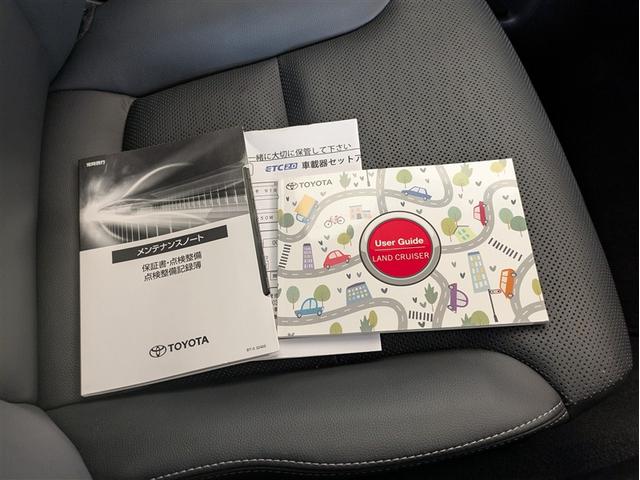 メンテナンスノート
保証書・点検整備
点検整備記録簿
TOYOTA
一緒に大切に保管して下さい
ETC2.0 車載器セットア
TOYOTA
User Guide
LAND CRUISER